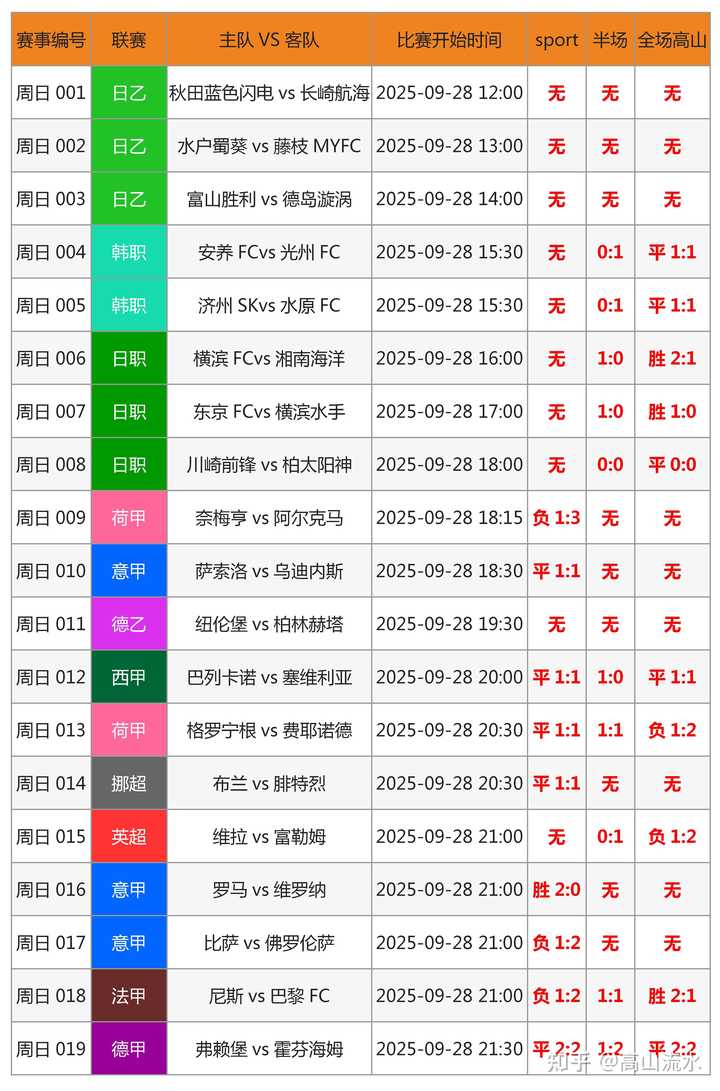 赛事编号 联赛 主队 VS 客队 比赛开始时间 sport 半场 全场高山
周日 001 日乙 秋田蓝色闪电 vs 长崎航海 2025-09-28 12:00 无 无 无
周日 002 日乙 水户蜀葵 vs 藤枝 MYFC 2025-09-28 13:00 无 无 无
周日 003 日乙 富山胜利 vs 德岛漩涡 2025-09-28 14:00 无 无 无
周日 004 韩职 安养 FCvs 光州 FC 2025-09-28 15:30 无 0:1 平 1:1
周日 005 韩职 济州 SKvs 水原 FC 2025-09-28 15:30 无 0:1 平 1:1
周日 006 日职 横滨 FCvs 湘南海洋 2025-09-28 16:00 无 1:0 胜 2:1
周日 007 日职 东京 FCvs 横滨水手 2025-09-28 17:00 无 1:0 胜 1:0
周日 008 日职 川崎前锋 vs 柏太阳神 2025-09-28 18:00 无 0:0 平 0:0
周日 009 荷甲 奈梅亨 vs 阿尔克马 2025-09-28 18:15 负 1:3 无 无
周日 010 意甲 萨索洛 vs 乌迪内斯 2025-09-28 18:30 平 1:1 无 无
周日 011 德乙 纽伦堡 vs 柏林赫塔 2025-09-28 19:30 无 无 无
周日 012 西甲 巴列卡诺 vs 塞维利亚 2025-09-28 20:00 平 1:1 1:0 平 1:1
周日 013 荷甲 格罗宁根 vs 费耶诺德 2025-09-28 20:30 平 1:1 1:1 负 1:2
周日 014 挪超 布兰 vs 腓特烈 2025-09-28 20:30 平 1:1 无 无
周日 015 英超 维拉 vs 富勒姆 2025-09-28 21:00 无 0:1 负 1:2
周日 016 意甲 罗马 vs 维罗纳 2025-09-28 21:00 胜 2:0 无 无
周日 017 意甲 比萨 vs 佛罗伦萨 2025-09-28 21:00 负 1:2 无 无
周日 018 法甲 尼斯 vs 巴黎 FC 2025-09-28 21:00 负 1:2 1:1 胜 2:1
周日 019 德甲 弗赖堡 vs 霍芬海姆 2025-09-28 21:30 平 2:2 1:2 平 2:2
知乎 @高山流水